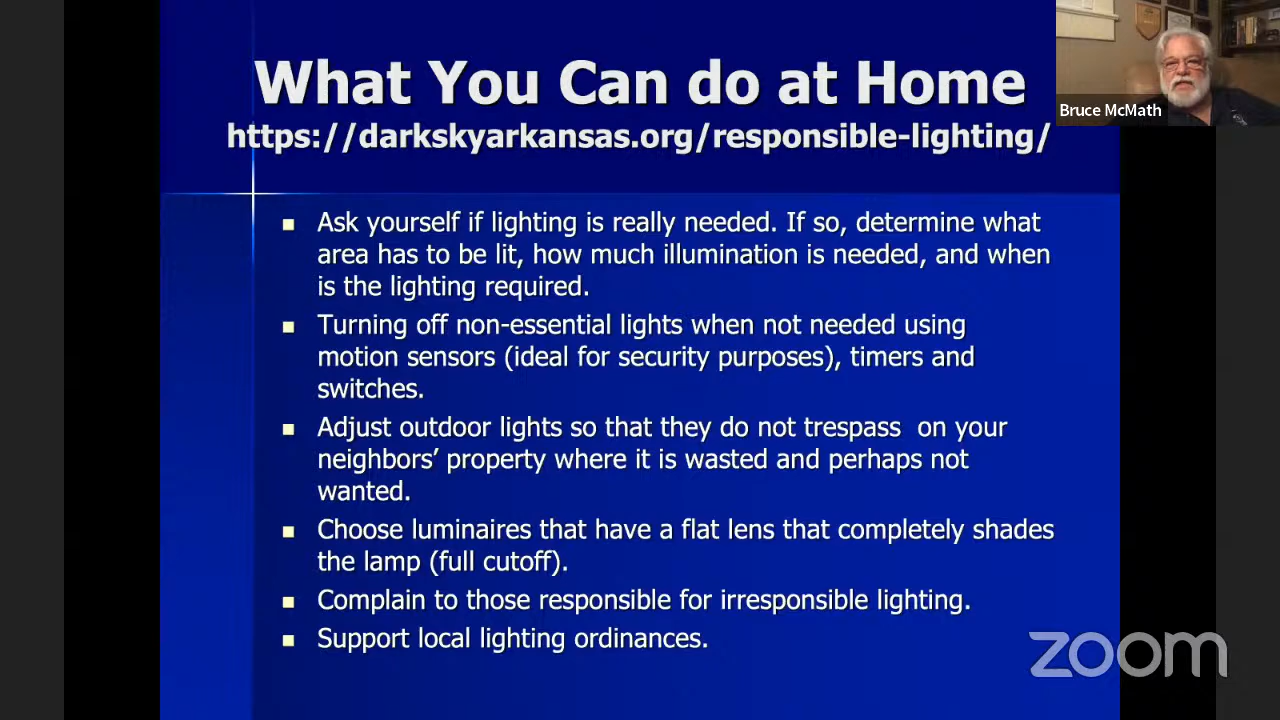 What You Can do at Home
https://darkskyarkansas.org/responsible-lighting/
Bruce McMath
■ Ask yourself if lighting is really needed. If so, determine what
area has to be lit, how much illumination is needed, and when
is the lighting required.
■ Turning off non-essential lights when not needed using
motion sensors (ideal for security purposes), timers and
switches.
■ Adjust outdoor lights so that they do not trespass  on your
neighbors’ property where it is wasted and perhaps not
wanted.
■ Choose luminaires that have a flat lens that completely shades
the lamp (full cutoff).
■ Complain to those responsible for irresponsible lighting.
■ Support local lighting ordinances.
zoom